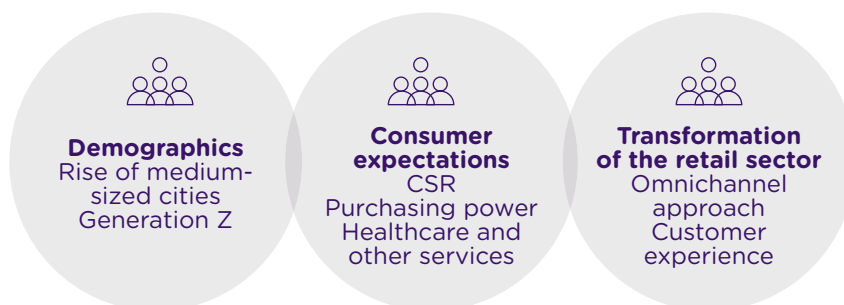 Demographics
Rise of medium-
sized cities
Generation Z
Consumer
expectations
CSR
Purchasing power
Healthcare and
other services
Transformation
of the retail sector
Omnichannel
approach
Customer
experience